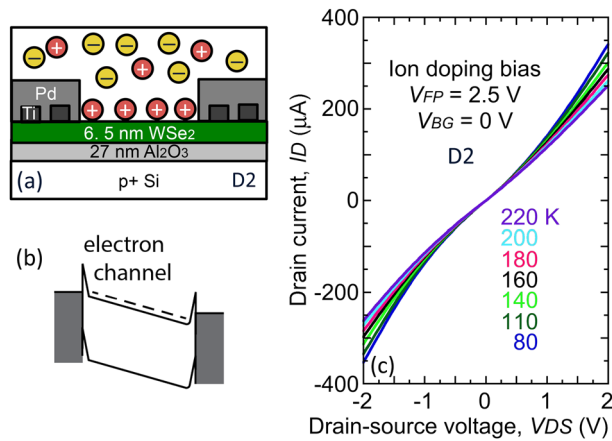 Pd
Ti
6. 5 nm WSe2
27 nm Al2O3
(a)
p+ Si
D2
(b)
electron
channel
Drain current, ID (μA)
400
200
0
-200
-400
Ion doping bias
VFP = 2.5 V
VBG = 0 V
D2
220 K
200
180
160
140
110
80
(c)
-2
-1
0
1
2
Drain-source voltage, VDS (V)